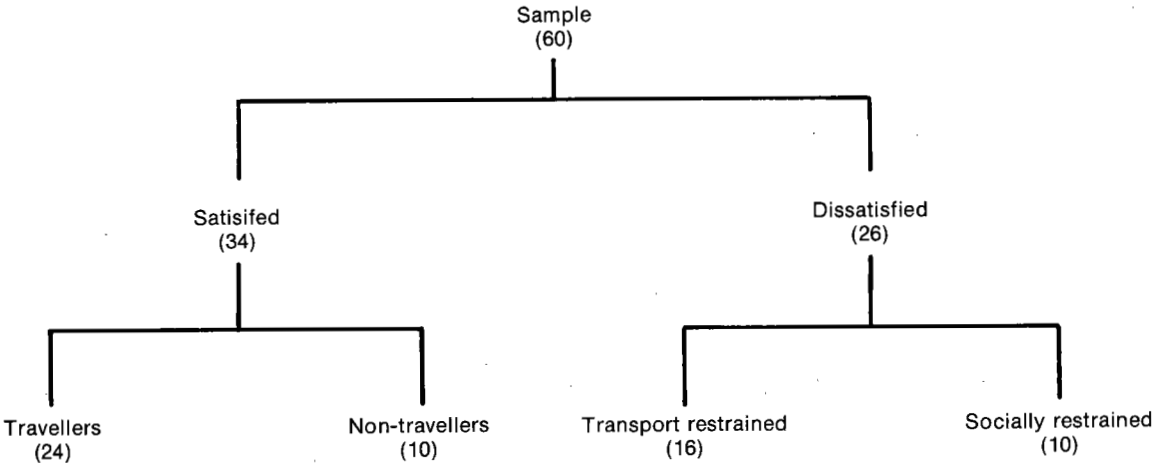 Sample
(60)
Satisifed
(34)
Dissatisfied
(26)
Travellers
(24)
Non-travellers
(10)
Transport restrained
(16)
Socially restrained
(10)